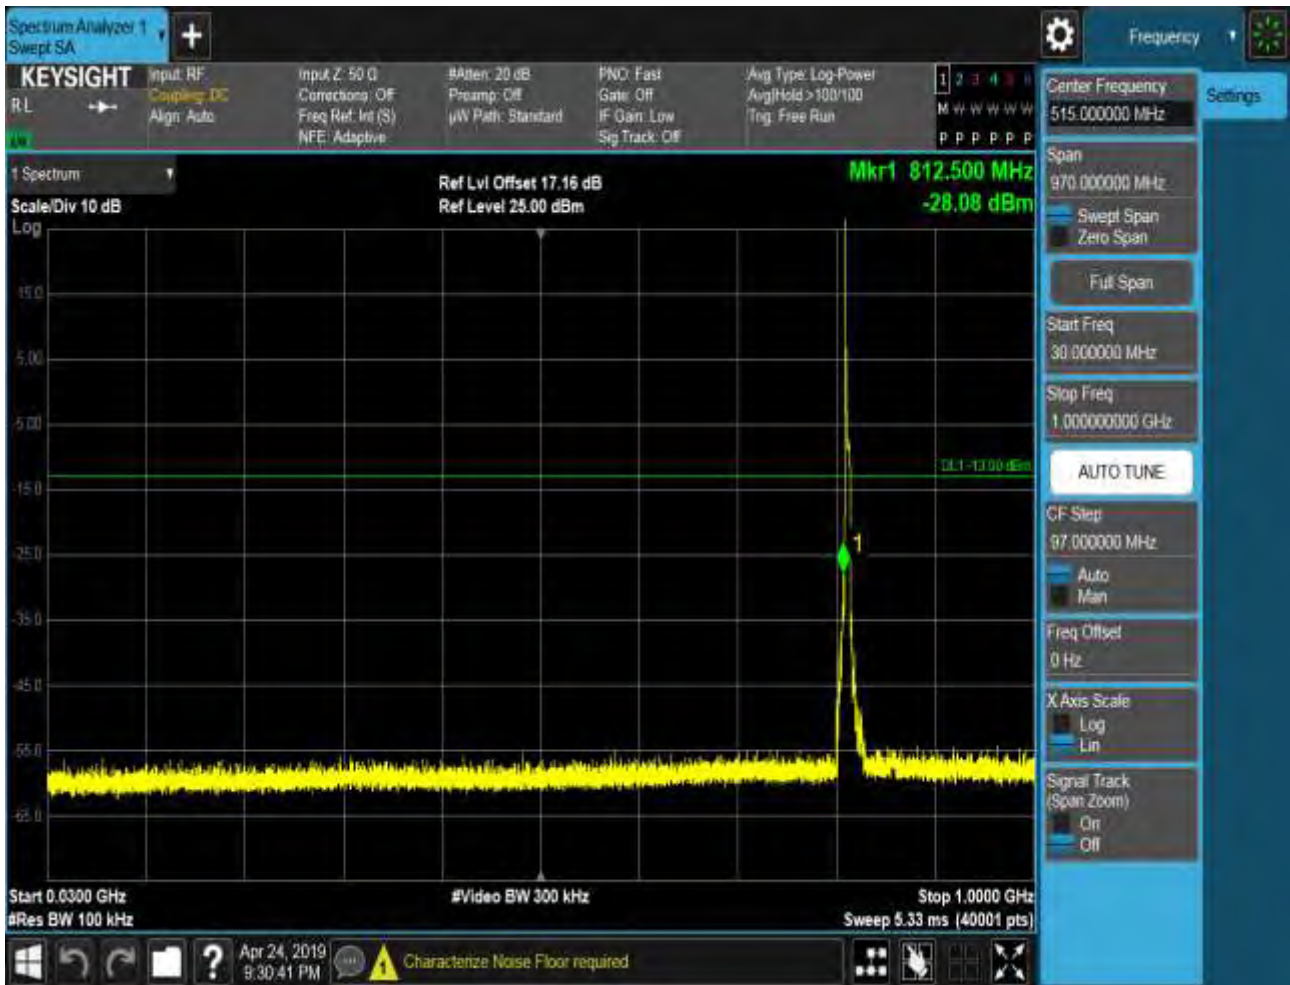 Spectrum Analyzer 1
Swept SA
Frequency
KEYSIGHT
RL
Input: RF
Coupling: DC
Align: Auto
Input Z: 50 Ω
Corrections: Off
Freq Ref: Int (S)
NFE: Adaptive
#Atten: 20 dB
Preamp: Off
µW Path: Standard
PNO: Fast
Gate: Off
IF Gain: Low
Sig Track: Off
Avg Type: Log-Power
Avg|Hold >100/100
Trig: Free Run
1 2 3 4 5 6
M W W W W W
P P P P P P
Center Frequency
515.000000 MHz
Settings
Span
970.000000 MHz
Swept Span
Zero Span
Full Span
Start Freq
30.000000 MHz
Stop Freq
1.000000000 GHz
AUTO TUNE
CF Step
97.000000 MHz
Auto
Man
Freq Offset
0 Hz
X Axis Scale
Log
Lin
Signal Track
(Span Zoom)
On
Off
1 Spectrum
Scale/Div 10 dB
Log
Ref Lvl Offset 17.16 dB
Ref Level 25.00 dBm
Mkr1 812.500 MHz
-28.08 dBm
15.0
5.00
-5.00
DL1 -13.00 dBm
-15.0
-25.0
1
-35.0
-45.0
-55.0
-65.0
Start 0.0300 GHz
#Res BW 100 kHz
#Video BW 300 kHz
Stop 1.0000 GHz
Sweep 5.33 ms (40001 pts)
Apr 24, 2019
9:30:41 PM
Characterize Noise Floor required